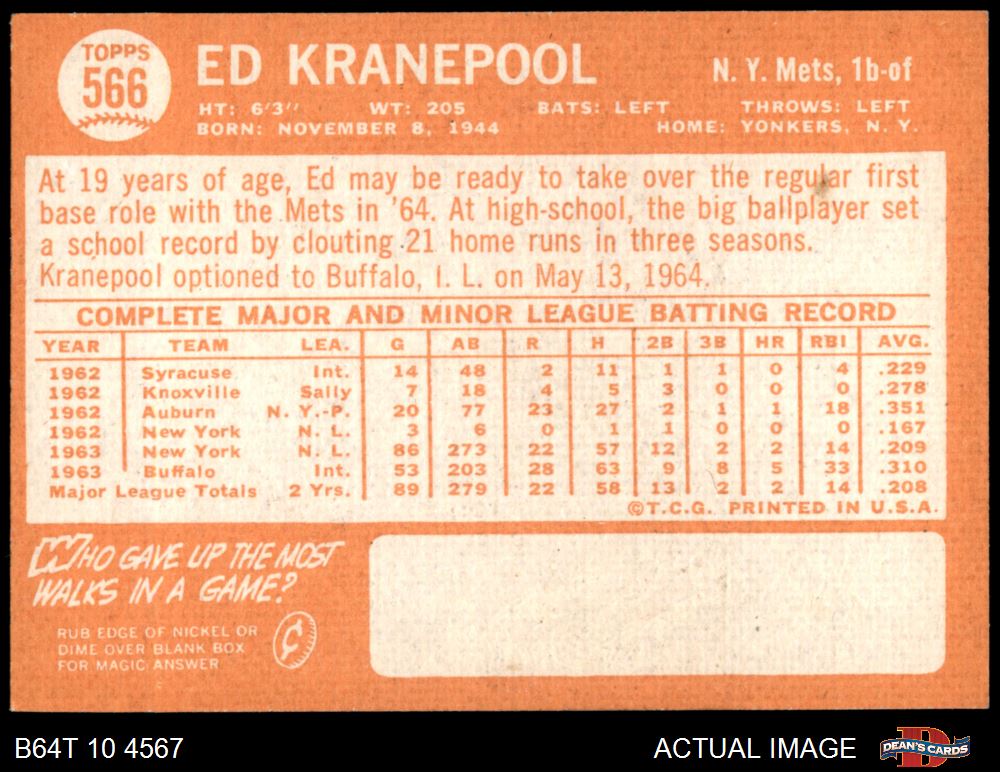 TOPPS
566
ED KRANEPOOL
N. Y. Mets, 1b-of
HT: 6'3" WT: 205 BATS: LEFT THROWS: LEFT
BORN: NOVEMBER 8, 1944 HOME: YONKERS, N. Y.
At 19 years of age, Ed may be ready to take over the regular first
base role with the Mets in '64. At high-school, the big ballplayer set
a school record by clouting 21 home runs in three seasons.
Kranepool optioned to Buffalo, I. L. on May 13, 1964.
COMPLETE MAJOR AND MINOR LEAGUE BATTING RECORD
YEAR TEAM LEA. G AB R H 2B 3B HR RBI AVG.
1962 Syracuse Int. 14 48 2 11 1 1 0 4 .229
1962 Knoxville Sally 7 18 4 5 3 0 0 0 .278
1962 Auburn N. Y.-P. 20 77 23 27 2 1 1 18 .351
1962 New York N. L. 3 6 0 1 1 0 0 0 .167
1963 New York N. L. 86 273 22 57 12 2 2 14 .209
1963 Buffalo Int. 53 203 28 63 9 8 5 33 .310
Major League Totals 2 Yrs. 89 279 22 58 13 2 2 14 .208
©T.C.G. PRINTED IN U.S.A.
WHO GAVE UP THE MOST
WALKS IN A GAME?
RUB EDGE OF NICKEL OR
DIME OVER BLANK BOX
FOR MAGIC ANSWER
¢
B64T 10 4567
ACTUAL IMAGE
D
DEAN'S CARDS